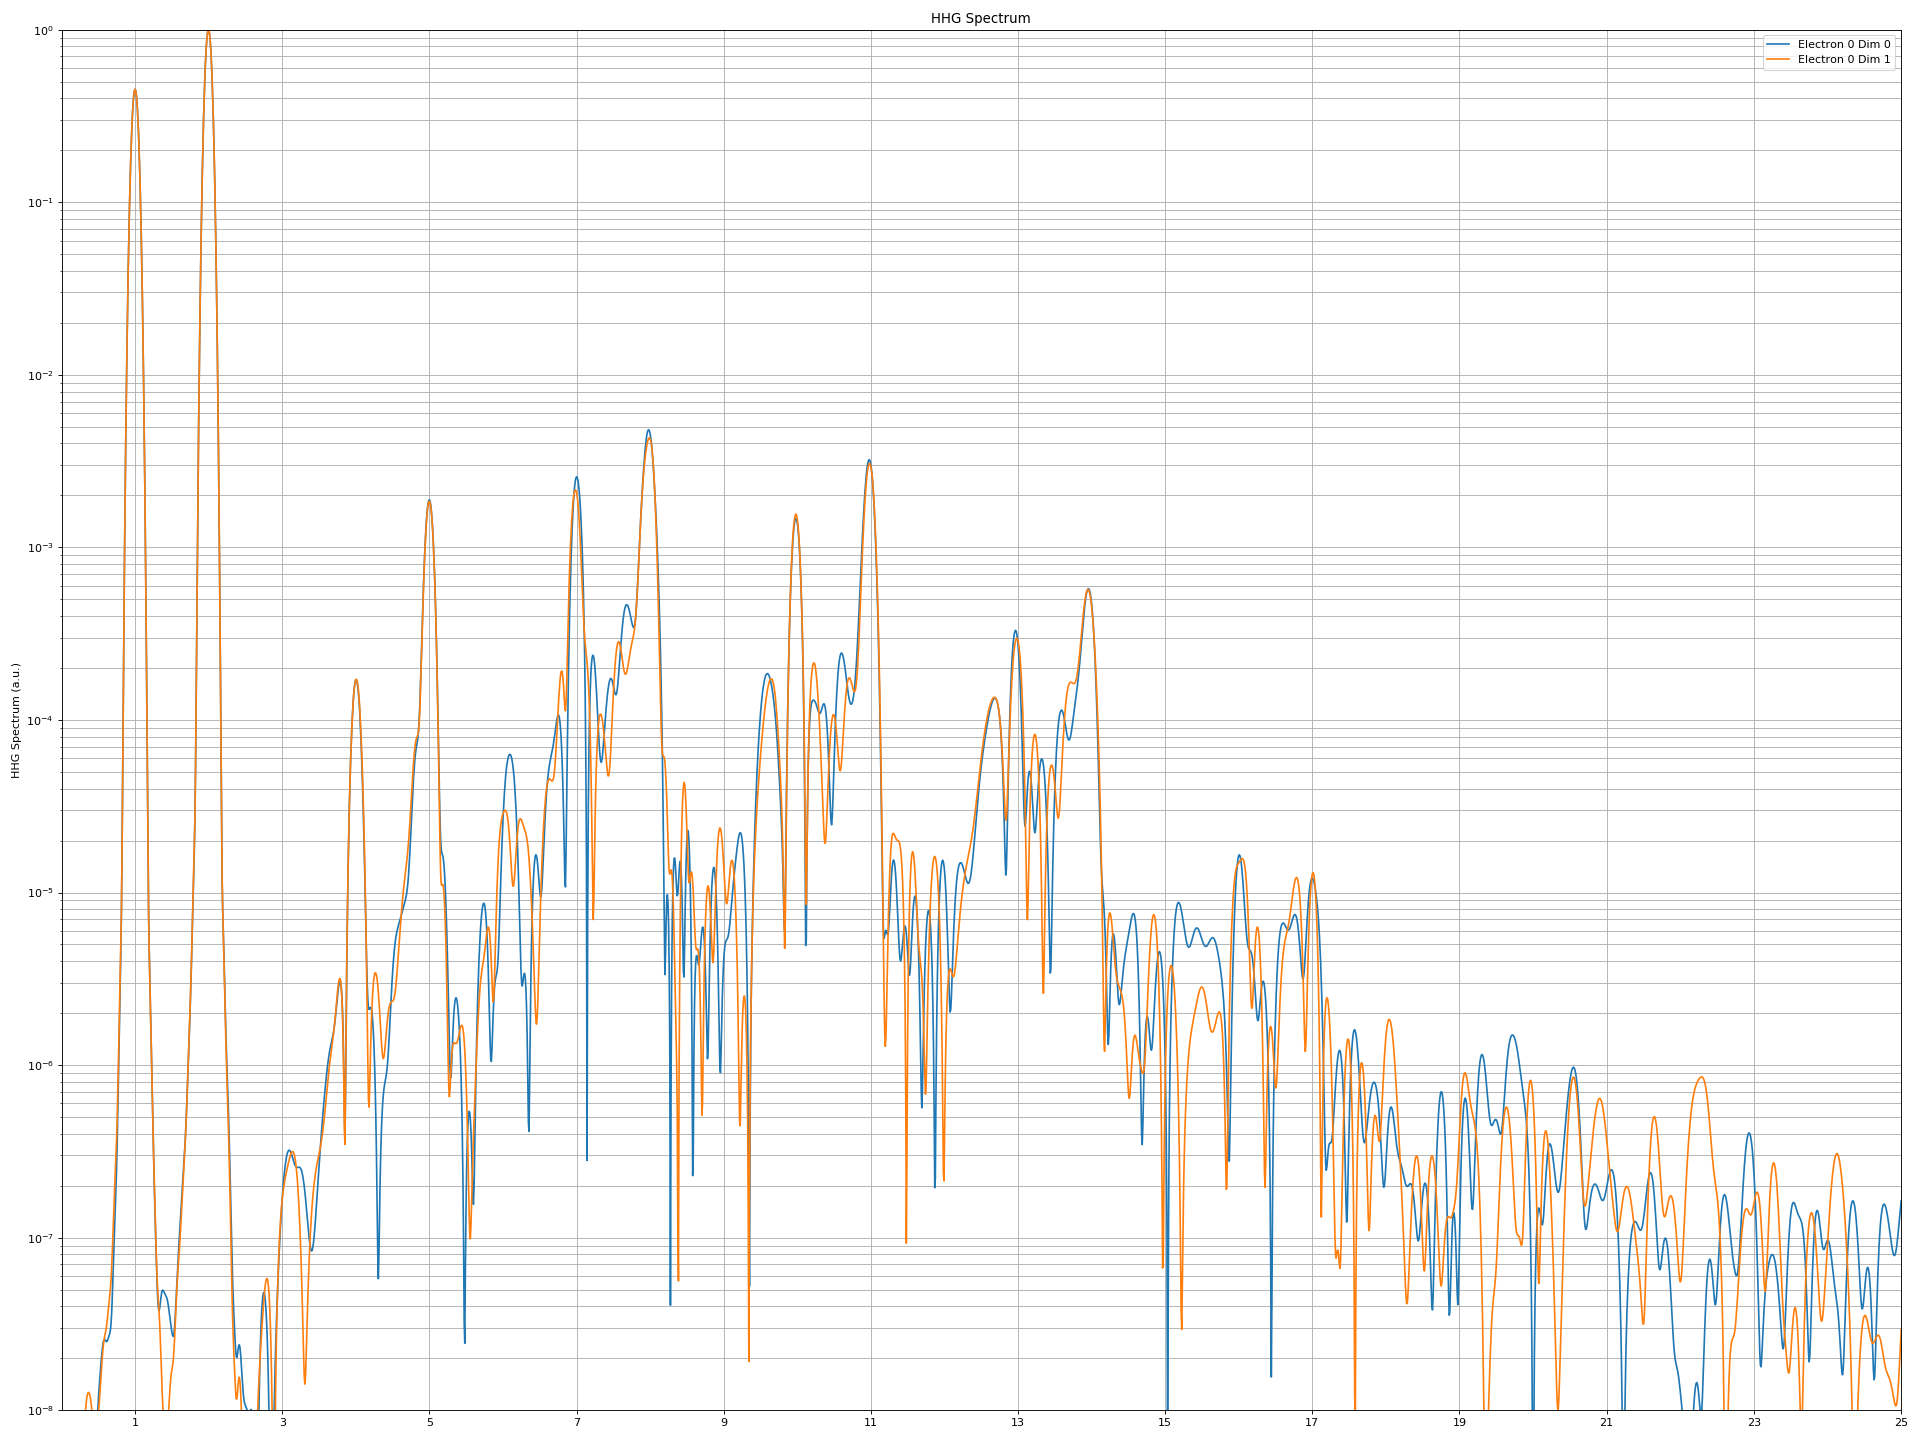 HHG Spectrum
Electron 0 Dim 0
Electron 0 Dim 1
HHG Spectrum (a.u.)
10⁰
10⁻¹
10⁻²
10⁻³
10⁻⁴
10⁻⁵
10⁻⁶
10⁻⁷
10⁻⁸
1 3 5 7 9 11 13 15 17 19 21 23 25